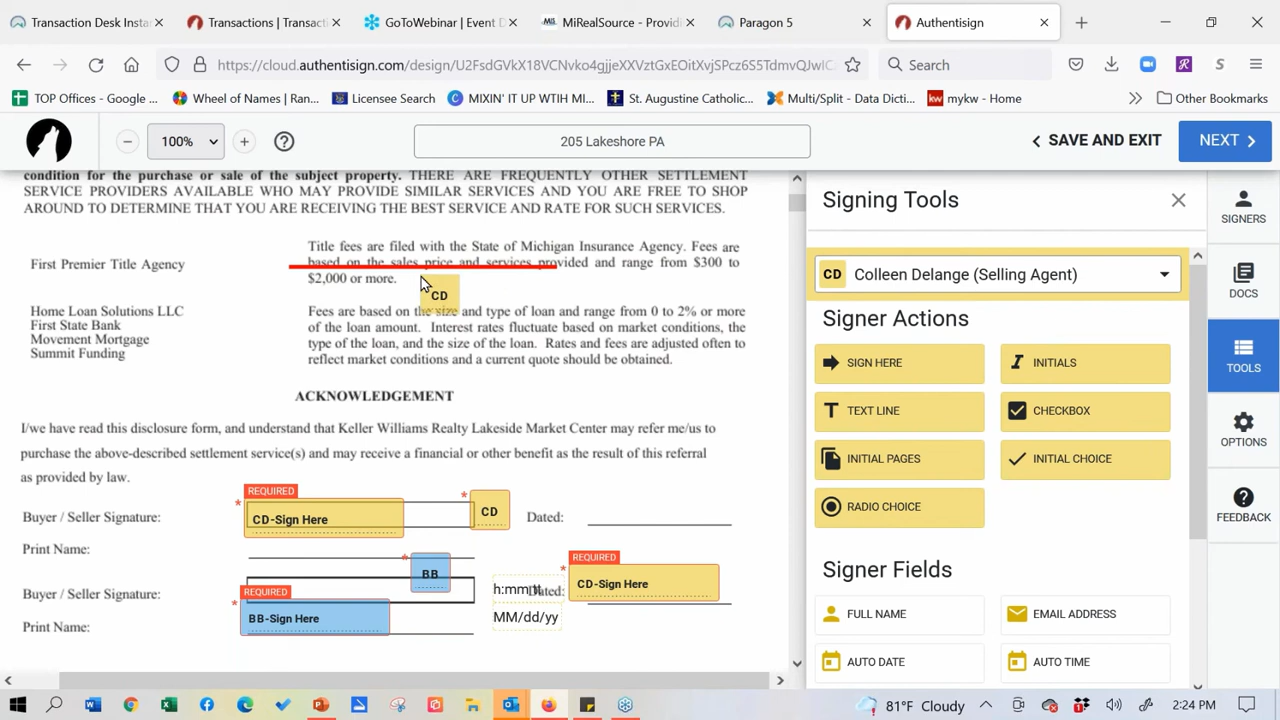 Transaction Desk Insta
Transactions | Transact
GoToWebinar | Event D
MiRealSource - Providi
Paragon 5
Authentisign
https://cloud.authentisign.com/design/
Search
TOP Offices - Google ...
Wheel of Names | Ran...
Licensee Search
MIXIN' IT UP WTIH MI...
St. Augustine Catholic...
Multi/Split - Data Dicti...
mykw - Home
Other Bookmarks
100%
205 Lakeshore PA
SAVE AND EXIT
NEXT
condition for the purchase or sale of the subject property. THERE ARE FREQUENTLY OTHER SETTLEMENT
SERVICE PROVIDERS AVAILABLE WHO MAY PROVIDE SIMILAR SERVICES AND YOU ARE FREE TO SHOP
AROUND TO DETERMINE THAT YOU ARE RECEIVING THE BEST SERVICE AND RATE FOR SUCH SERVICES.
First Premier Title Agency
Title fees are filed with the State of Michigan Insurance Agency. Fees are
based on the sales price and services provided and range from $300 to
$2,000 or more.
CD
Home Loan Solutions LLC
First State Bank
Movement Mortgage
Summit Funding
Fees are based on the size and type of loan and range from 0 to 2% or more
of the loan amount. Interest rates fluctuate based on market conditions, the
type of the loan, and the size of the loan. Rates and fees are adjusted often to
reflect market conditions and a current quote should be obtained.
ACKNOWLEDGEMENT
I/we have read this disclosure form, and understand that Keller Williams Realty Lakeside Market Center may refer me/us to
purchase the above-described settlement service(s) and may receive a financial or other benefit as the result of this referral
as provided by law.
REQUIRED
Buyer / Seller Signature:
* CD-Sign Here
* CD
Dated:
Print Name:
* BB
REQUIRED
Buyer / Seller Signature:
h:mm tt
Dated:
* CD-Sign Here
REQUIRED
Print Name:
* BB-Sign Here
MM/dd/yy
Signing Tools
CD Colleen Delange (Selling Agent)
Signer Actions
SIGN HERE
INITIALS
TEXT LINE
CHECKBOX
INITIAL PAGES
INITIAL CHOICE
RADIO CHOICE
Signer Fields
FULL NAME
EMAIL ADDRESS
AUTO DATE
AUTO TIME
SIGNERS
DOCS
TOOLS
OPTIONS
FEEDBACK
81°F Cloudy
2:24 PM